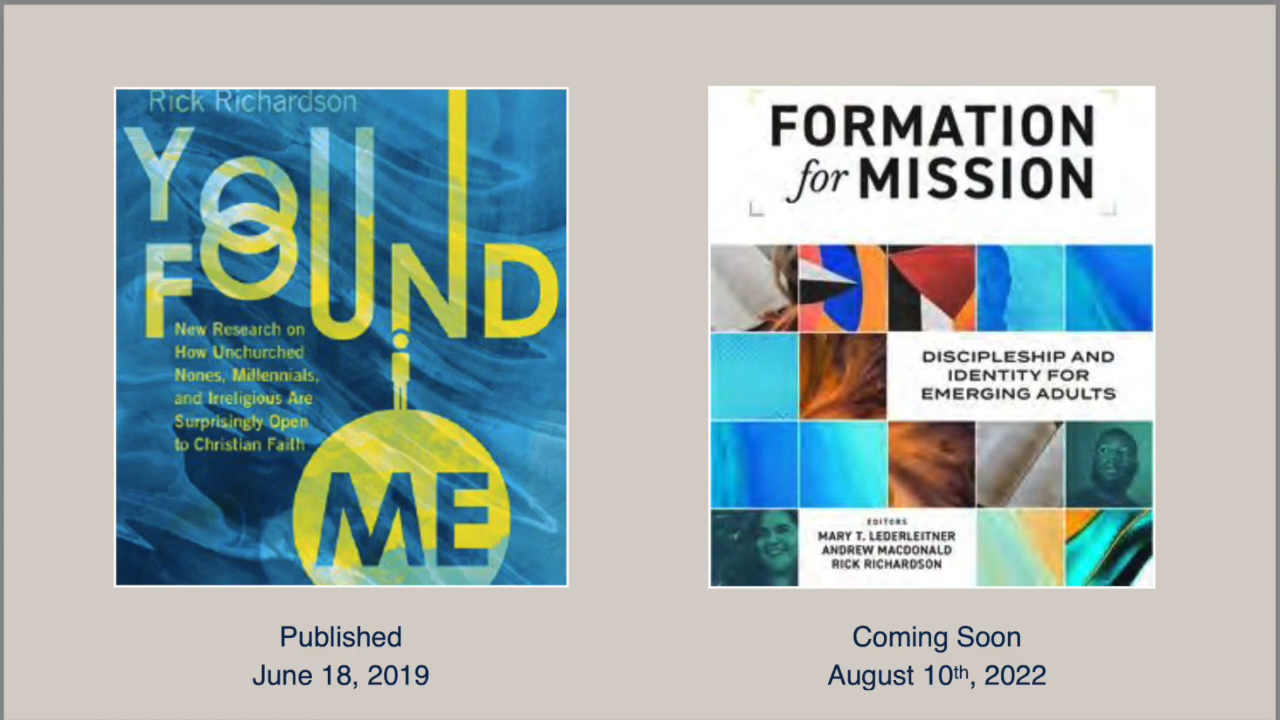 Rick Richardson
YOU
FOUND
New Research on
How Unchurched
Nones, Millennials,
and Irreligious Are
Surprisingly Open
to Christian Faith
ME
Published
June 18, 2019
FORMATION
for MISSION
DISCIPLESHIP AND
IDENTITY FOR
EMERGING ADULTS
EDITORS
MARY T. LEDERLEITNER
ANDREW MACDONALD
RICK RICHARDSON
Coming Soon
August 10th, 2022